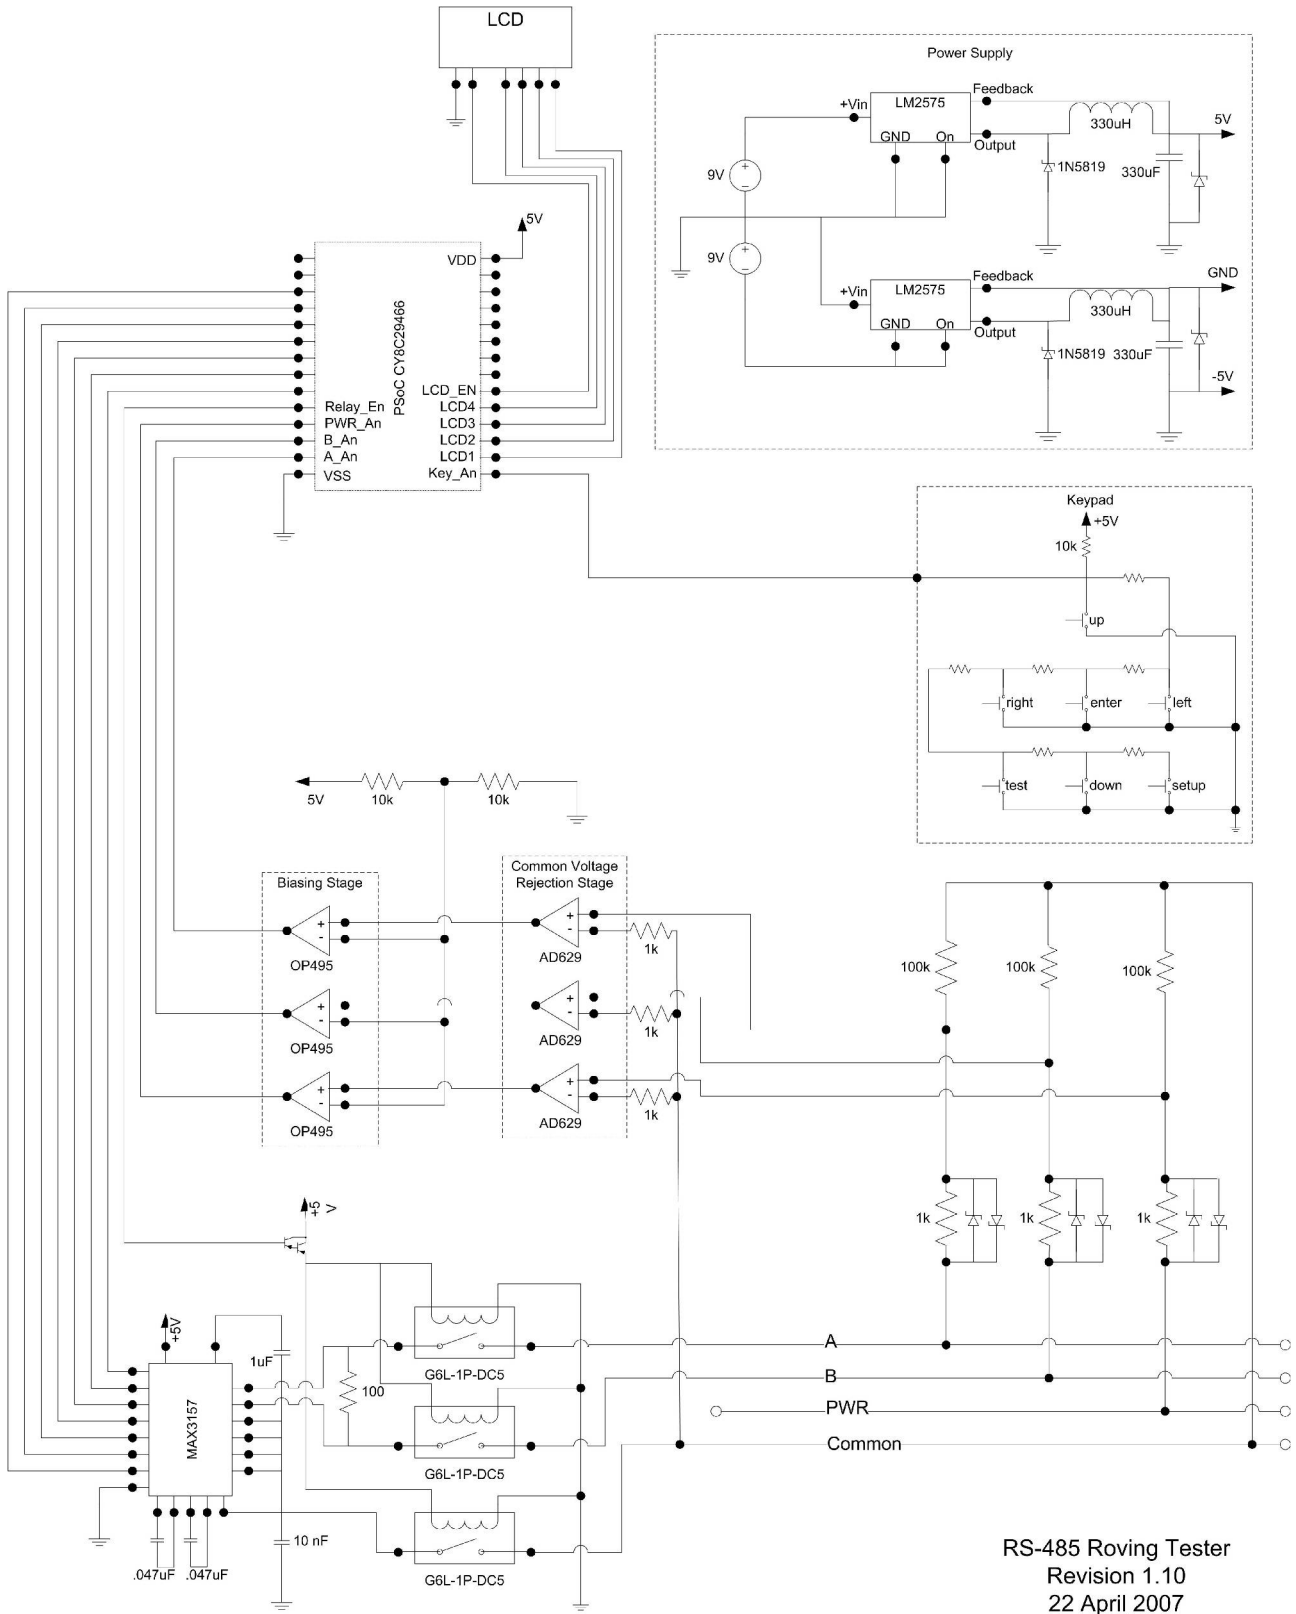 LCD
Power Supply
Feedback
+Vin
LM2575
GND
On
Output
330uH
5V
1N5819
330uF
9V
9V
Feedback
GND
+Vin
LM2575
GND
On
Output
330uH
1N5819
330uF
-5V
5V
VDD
PSoC CY8C29466
LCD_EN
Relay_En
LCD4
PWR_An
LCD3
B_An
LCD2
A_An
LCD1
VSS
Key_An
Keypad
+5V
10k
up
right
enter
left
test
down
setup
5V
10k
10k
Biasing Stage
Common Voltage
Rejection Stage
+
-
OP495
+
-
AD629
1k
+
-
OP495
+
-
AD629
1k
+
-
OP495
+
-
AD629
1k
100k
100k
100k
1k
1k
1k
+5
V
+5V
1uF
MAX3157
100
G6L-1P-DC5
G6L-1P-DC5
G6L-1P-DC5
A
B
PWR
Common
10 nF
.047uF
.047uF
RS-485 Roving Tester
Revision 1.10
22 April 2007